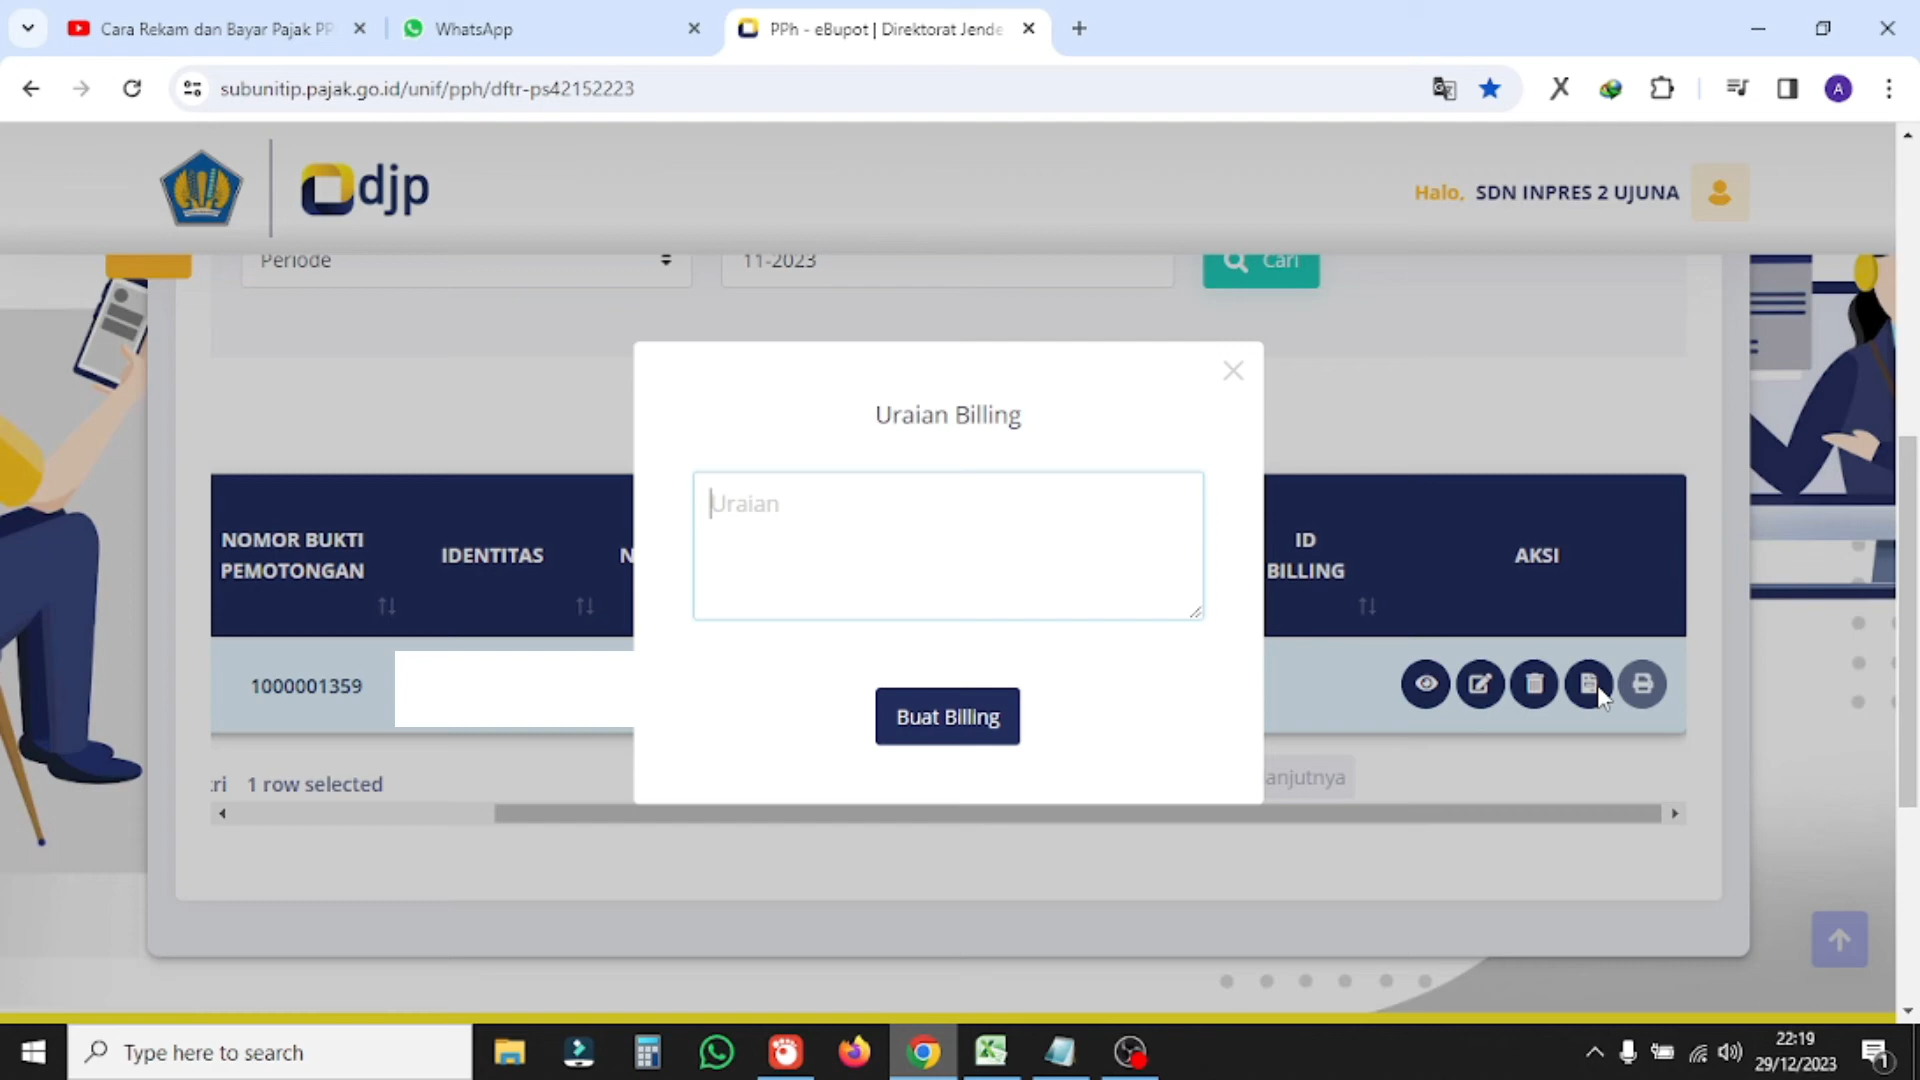 Cara Rekam dan Bayar Pajak PP
WhatsApp
PPh - eBupot | Direktorat Jende
subunitip.pajak.go.id/unif/pph/dftr-ps42152223
A
djp
Halo, SDN INPRES 2 UJUNA
Periode
11-2023
Cari
Uraian Billing
Uraian
NOMOR BUKTI
PEMOTONGAN
IDENTITAS
N
ID
BILLING
AKSI
1000001359
Buat Billing
:ri
1 row selected
anjutnya
Type here to search
22:19
29/12/2023
1